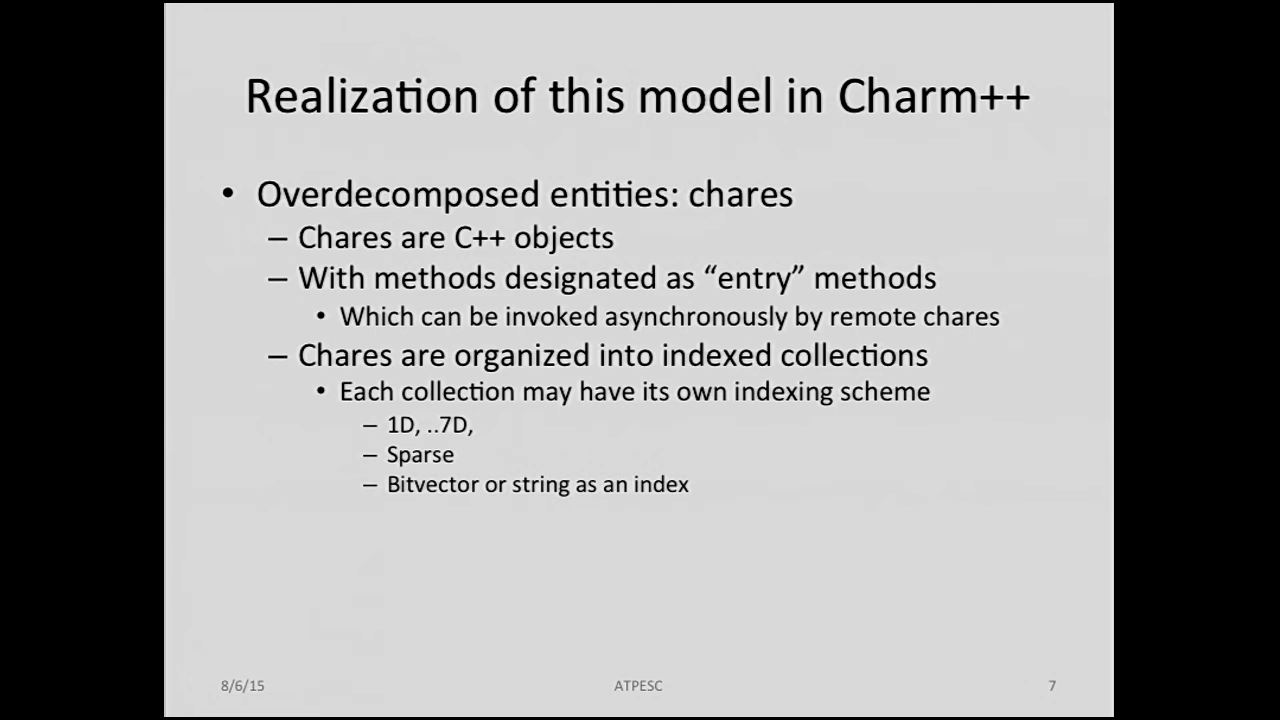 Realization of this model in Charm++
• Overdecomposed entities: chares
– Chares are C++ objects
– With methods designated as “entry” methods
• Which can be invoked asynchronously by remote chares
– Chares are organized into indexed collections
• Each collection may have its own indexing scheme
– 1D, ..7D,
– Sparse
– Bitvector or string as an index
8/6/15 ATPESC 7